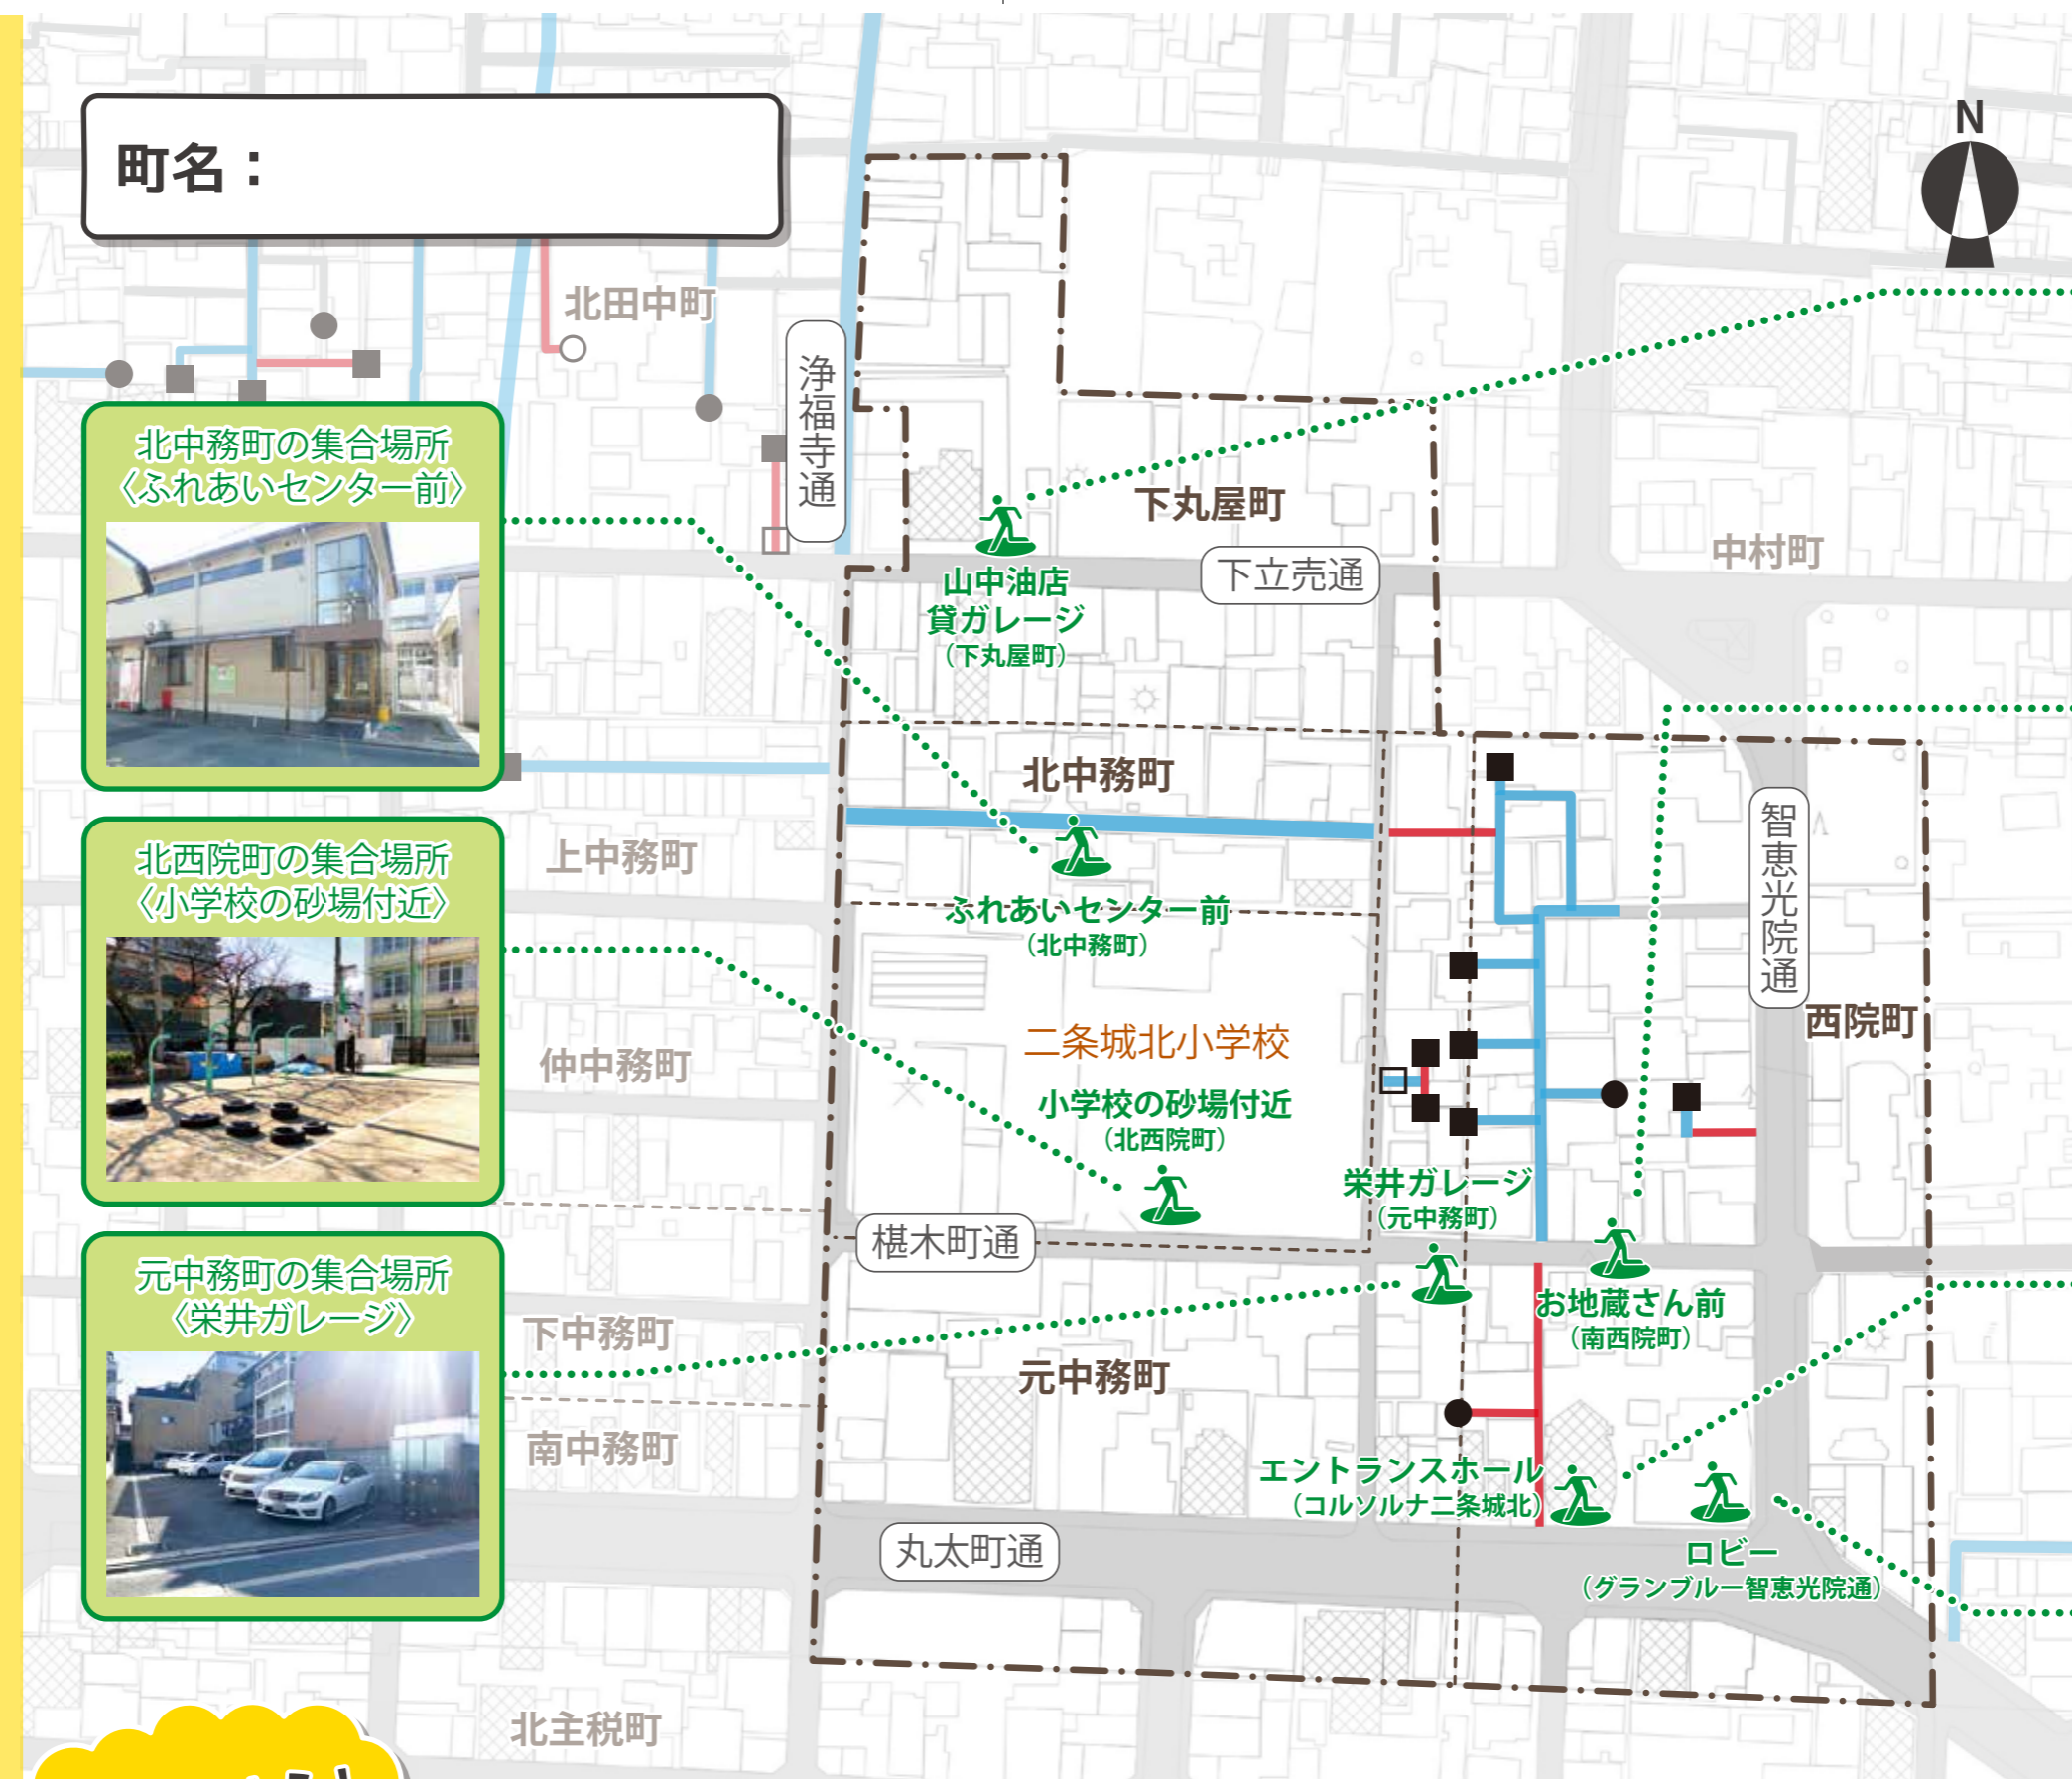 町名：
N
北田中町
浄福寺通
北中務町の集合場所
〈ふれあいセンター前〉
下丸屋町
下立売通
中村町
山中油店
貸ガレージ
（下丸屋町）
北中務町
上中務町
ふれあいセンター前
（北中務町）
智恵光院通
北西院町の集合場所
〈小学校の砂場付近〉
仲中務町
二条城北小学校
西院町
小学校の砂場付近
（北西院町）
栄井ガレージ
（元中務町）
椹木町通
元中務町の集合場所
〈栄井ガレージ〉
お地蔵さん前
（南西院町）
下中務町
元中務町
南中務町
エントランスホール
（コルソルナ二条城北）
丸太町通
ロビー
（グランブルー智恵光院通）
北主税町